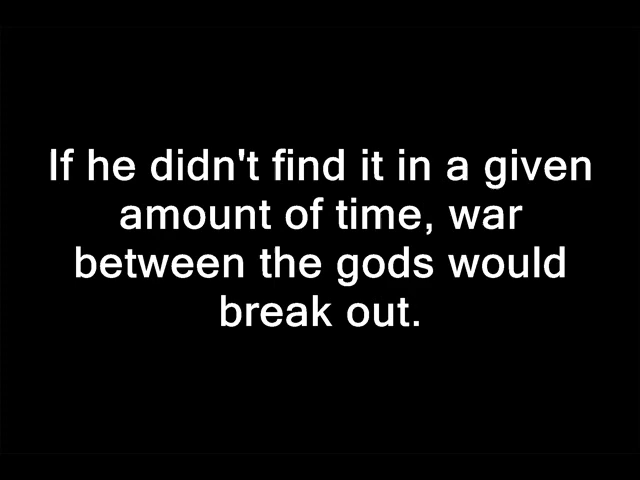 If he didn't find it in a given
amount of time, war
between the gods would
break out.